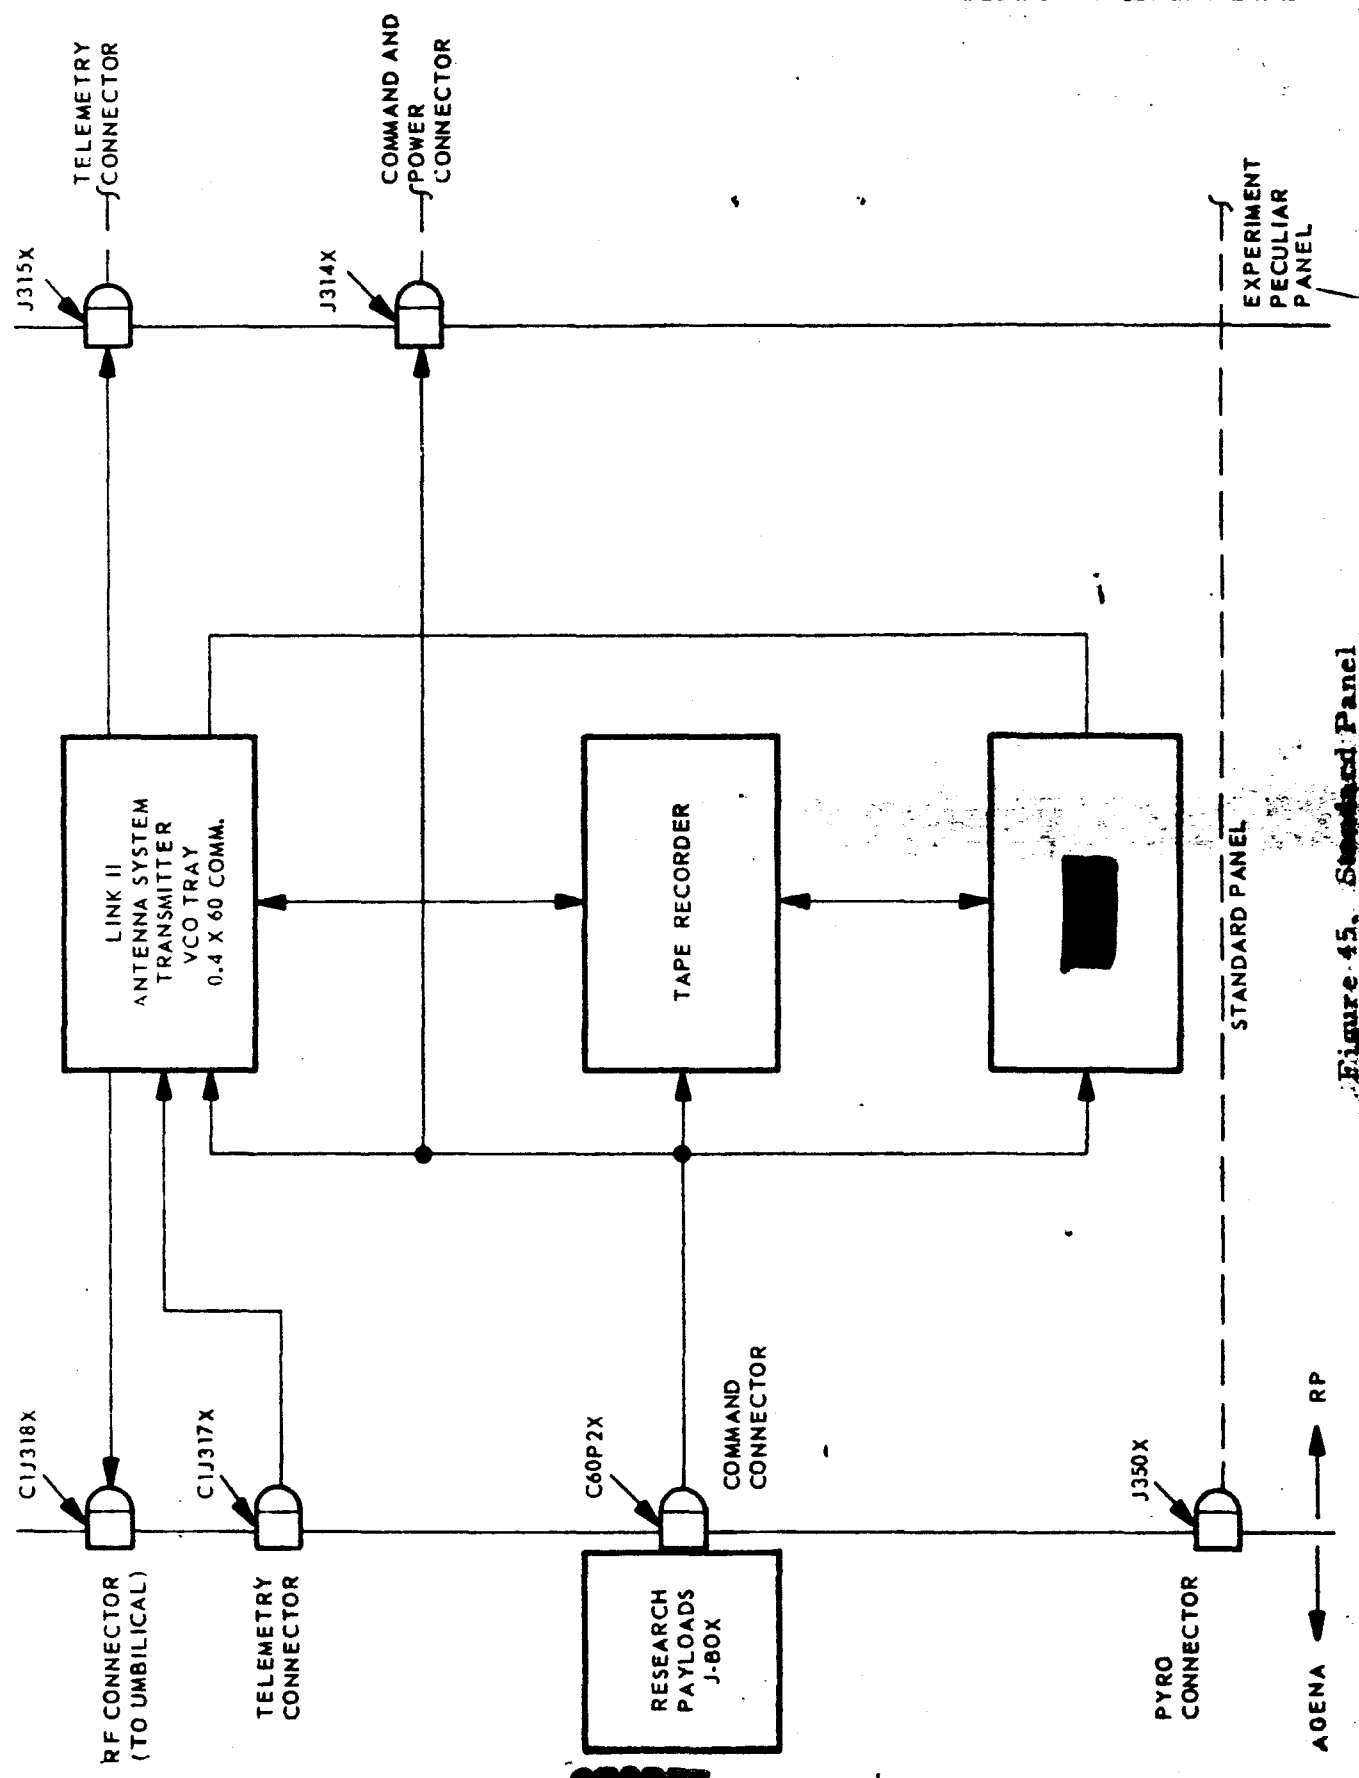 J315X
TELEMETRY
CONNECTOR
J314X
COMMAND AND
POWER
CONNECTOR
EXPERIMENT
PECULIAR
PANEL
LINK II
ANTENNA SYSTEM
TRANSMITTER
VCO TRAY
0.4 X 60 COMM.
TAPE RECORDER
STANDARD PANEL
C1J318X
RF CONNECTOR
(TO UMBILICAL)
C1J317X
TELEMETRY
CONNECTOR
C60P2X
COMMAND
CONNECTOR
RESEARCH
PAYLOADS
J-BOX
J350X
PYRO
CONNECTOR
AGENA
RP
Figure 45. Standard Panel